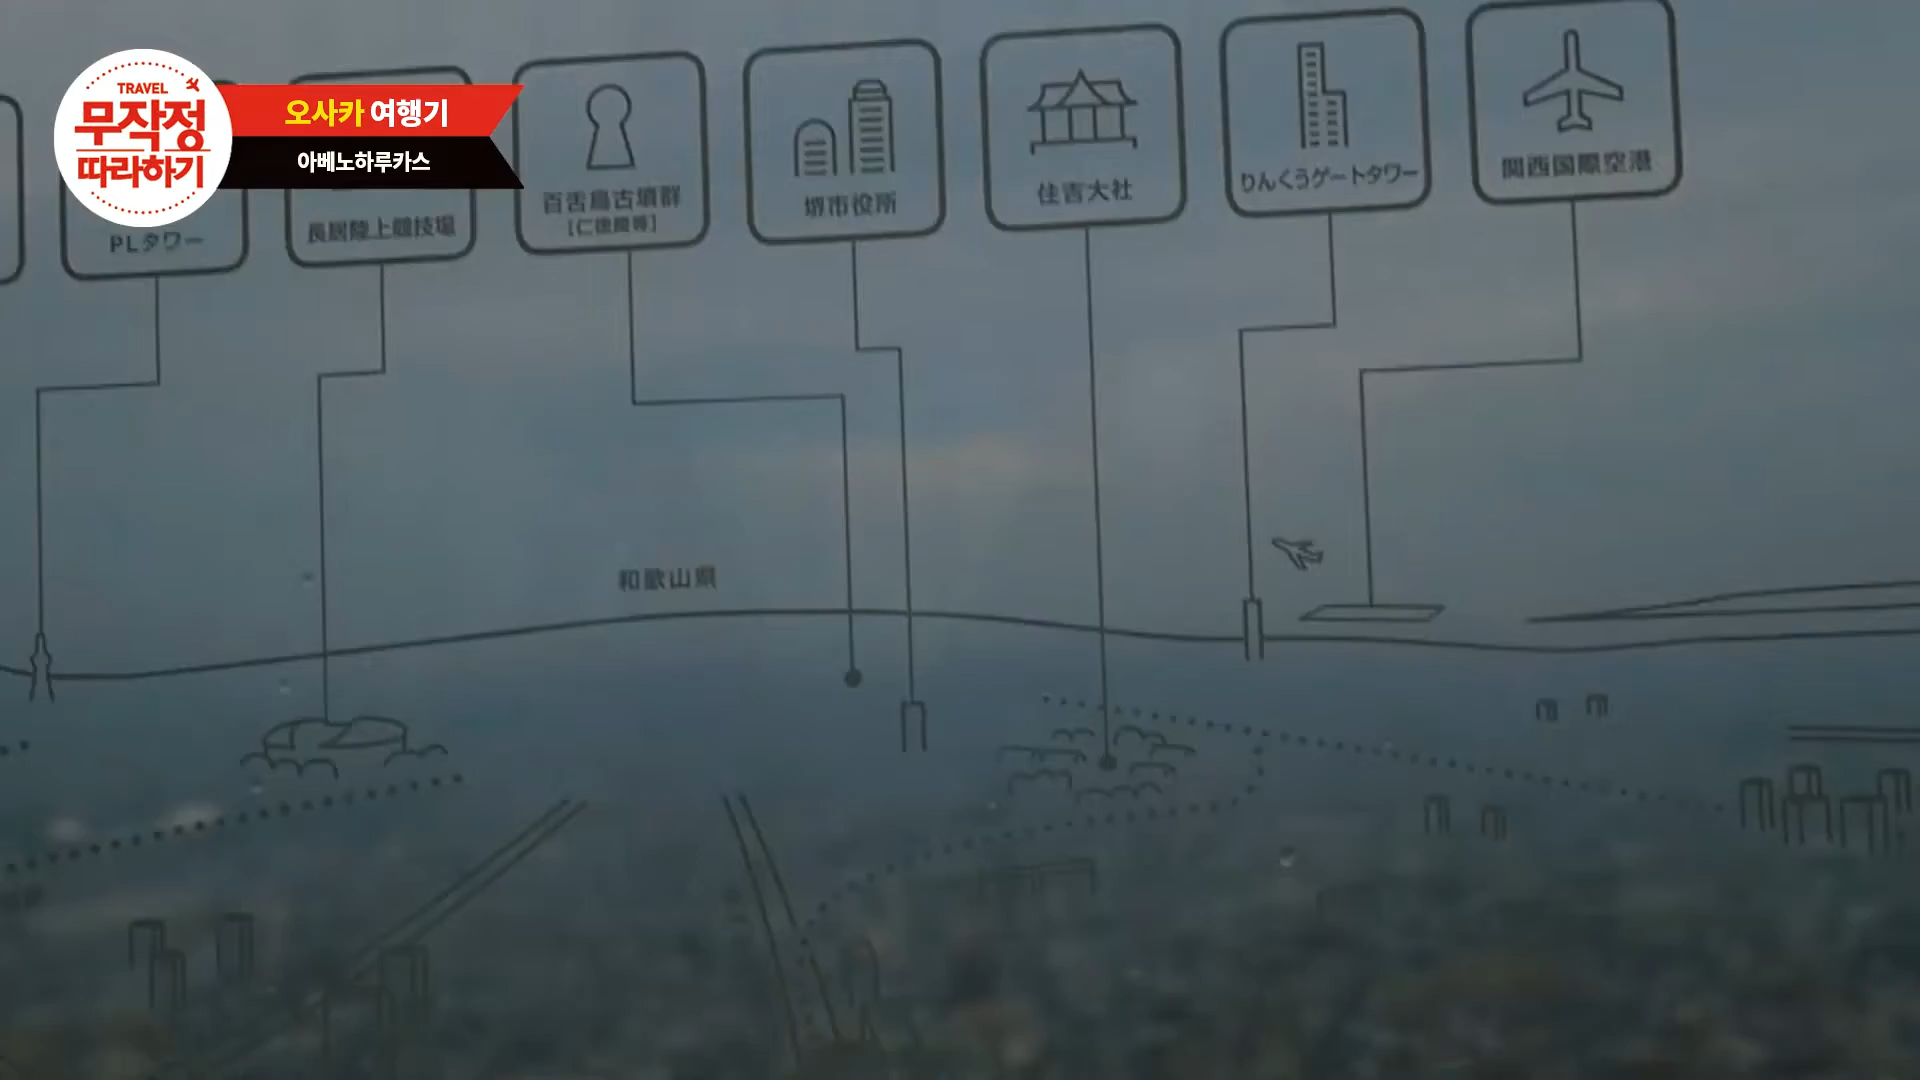 TRAVEL
무작정
따라하기
오사카 여행기
아베노하루카스
PLタワー
長居陸上競技場
百舌鳥古墳群
[仁徳陵等]
堺市役所
住吉大社
りんくうゲートタワー
関西国際空港
和歌山県